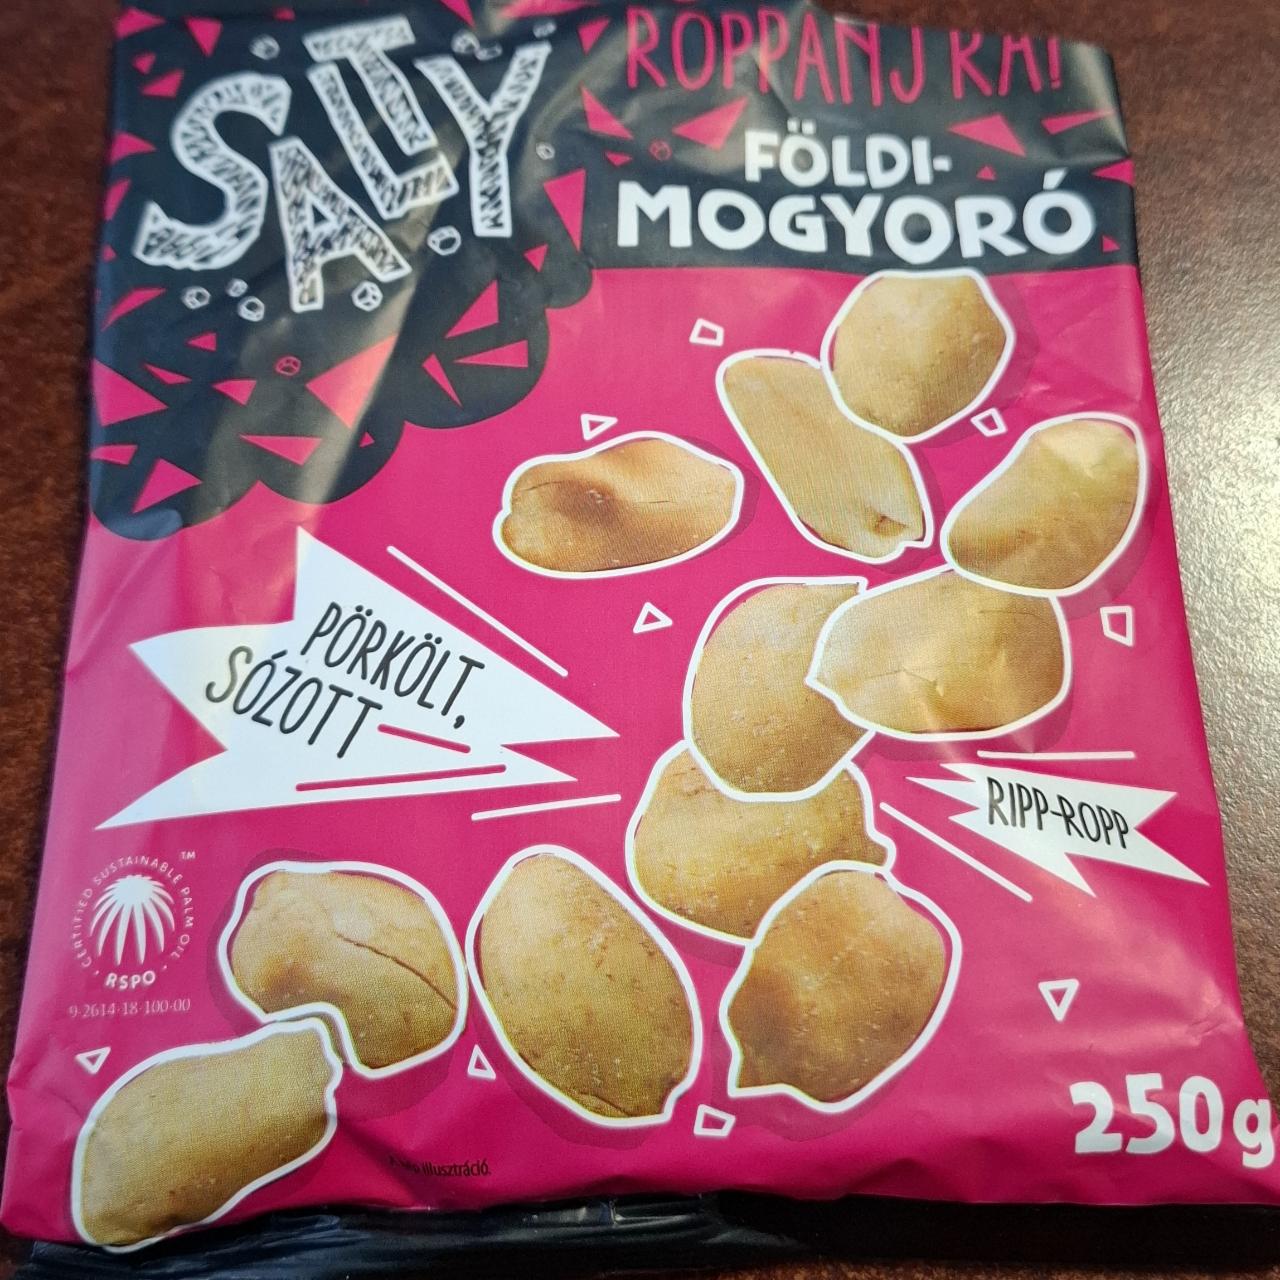 SALTY
ROPPANJ RÁ!
FÖLDI-
MOGYORÓ
PÖRKÖLT,
SÓZOTT
RIPP-ROPP
CERTIFIED SUSTAINABLE PALM OIL TM
RSPO
9-2614-18-100-00
250g
A kép illusztráció.